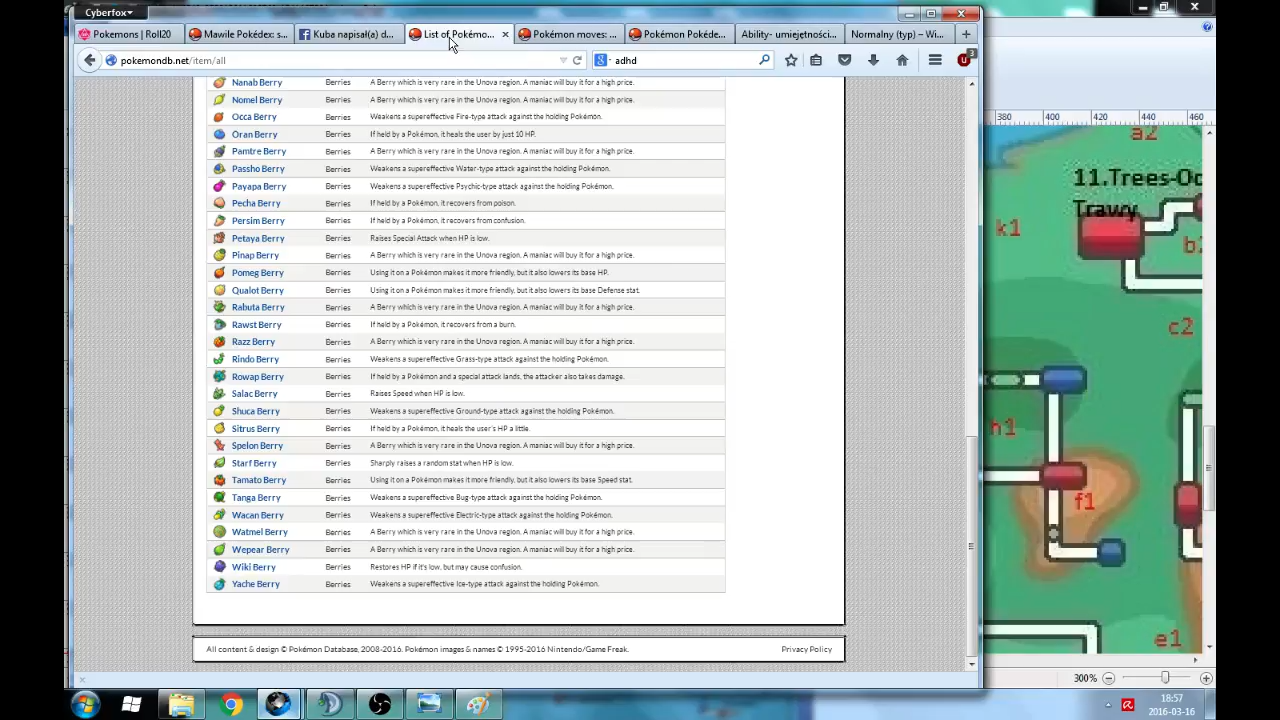 Cyberfox
Pokemons | Roll20
Mawile Pokédex: s...
Kuba napisał(a) d...
List of Pokémo...
Pokémon moves: ...
Pokémon Pokéde...
Ability- umiejętności...
Normalny (typ) – Wi...
pokemondb.net/item/all
adhd
3
Nanab Berry Berries A Berry which is very rare in the Unova region. A maniac will buy it for a high price.
Nomel Berry Berries A Berry which is very rare in the Unova region. A maniac will buy it for a high price.
Occa Berry Berries Weakens a supereffective Fire-type attack against the holding Pokémon.
Oran Berry Berries If held by a Pokémon, it heals the user by just 10 HP.
Pamtre Berry Berries A Berry which is very rare in the Unova region. A maniac will buy it for a high price.
Passho Berry Berries Weakens a supereffective Water-type attack against the holding Pokémon.
Payapa Berry Berries Weakens a supereffective Psychic-type attack against the holding Pokémon.
Pecha Berry Berries If held by a Pokémon, it recovers from poison.
Persim Berry Berries If held by a Pokémon, it recovers from confusion.
Petaya Berry Berries Raises Special Attack when HP is low.
Pinap Berry Berries A Berry which is very rare in the Unova region. A maniac will buy it for a high price.
Pomeg Berry Berries Using it on a Pokémon makes it more friendly, but it also lowers its base HP.
Qualot Berry Berries Using it on a Pokémon makes it more friendly, but it also lowers its base Defense stat.
Rabuta Berry Berries A Berry which is very rare in the Unova region. A maniac will buy it for a high price.
Rawst Berry Berries If held by a Pokémon, it recovers from a burn.
Razz Berry Berries A Berry which is very rare in the Unova region. A maniac will buy it for a high price.
Rindo Berry Berries Weakens a supereffective Grass-type attack against the holding Pokémon.
Rowap Berry Berries If held by a Pokémon and a special attack lands, the attacker also takes damage.
Salac Berry Berries Raises Speed when HP is low.
Shuca Berry Berries Weakens a supereffective Ground-type attack against the holding Pokémon.
Sitrus Berry Berries If held by a Pokémon, it heals the user's HP a little.
Spelon Berry Berries A Berry which is very rare in the Unova region. A maniac will buy it for a high price.
Starf Berry Berries Sharply raises a random stat when HP is low.
Tamato Berry Berries Using it on a Pokémon makes it more friendly, but it also lowers its base Speed stat.
Tanga Berry Berries Weakens a supereffective Bug-type attack against the holding Pokémon.
Wacan Berry Berries Weakens a supereffective Electric-type attack against the holding Pokémon.
Watmel Berry Berries A Berry which is very rare in the Unova region. A maniac will buy it for a high price.
Wepear Berry Berries A Berry which is very rare in the Unova region. A maniac will buy it for a high price.
Wiki Berry Berries Restores HP if it's low, but may cause confusion.
Yache Berry Berries Weakens a supereffective Ice-type attack against the holding Pokémon.
All content & design © Pokémon Database, 2008-2016. Pokémon images & names © 1995-2016 Nintendo/Game Freak.
Privacy Policy
380 400 420 440 460
a2
11.Trees-Od
Trawy
k1
b
c2
h1
f1
e1
300%
18:57
2016-03-16